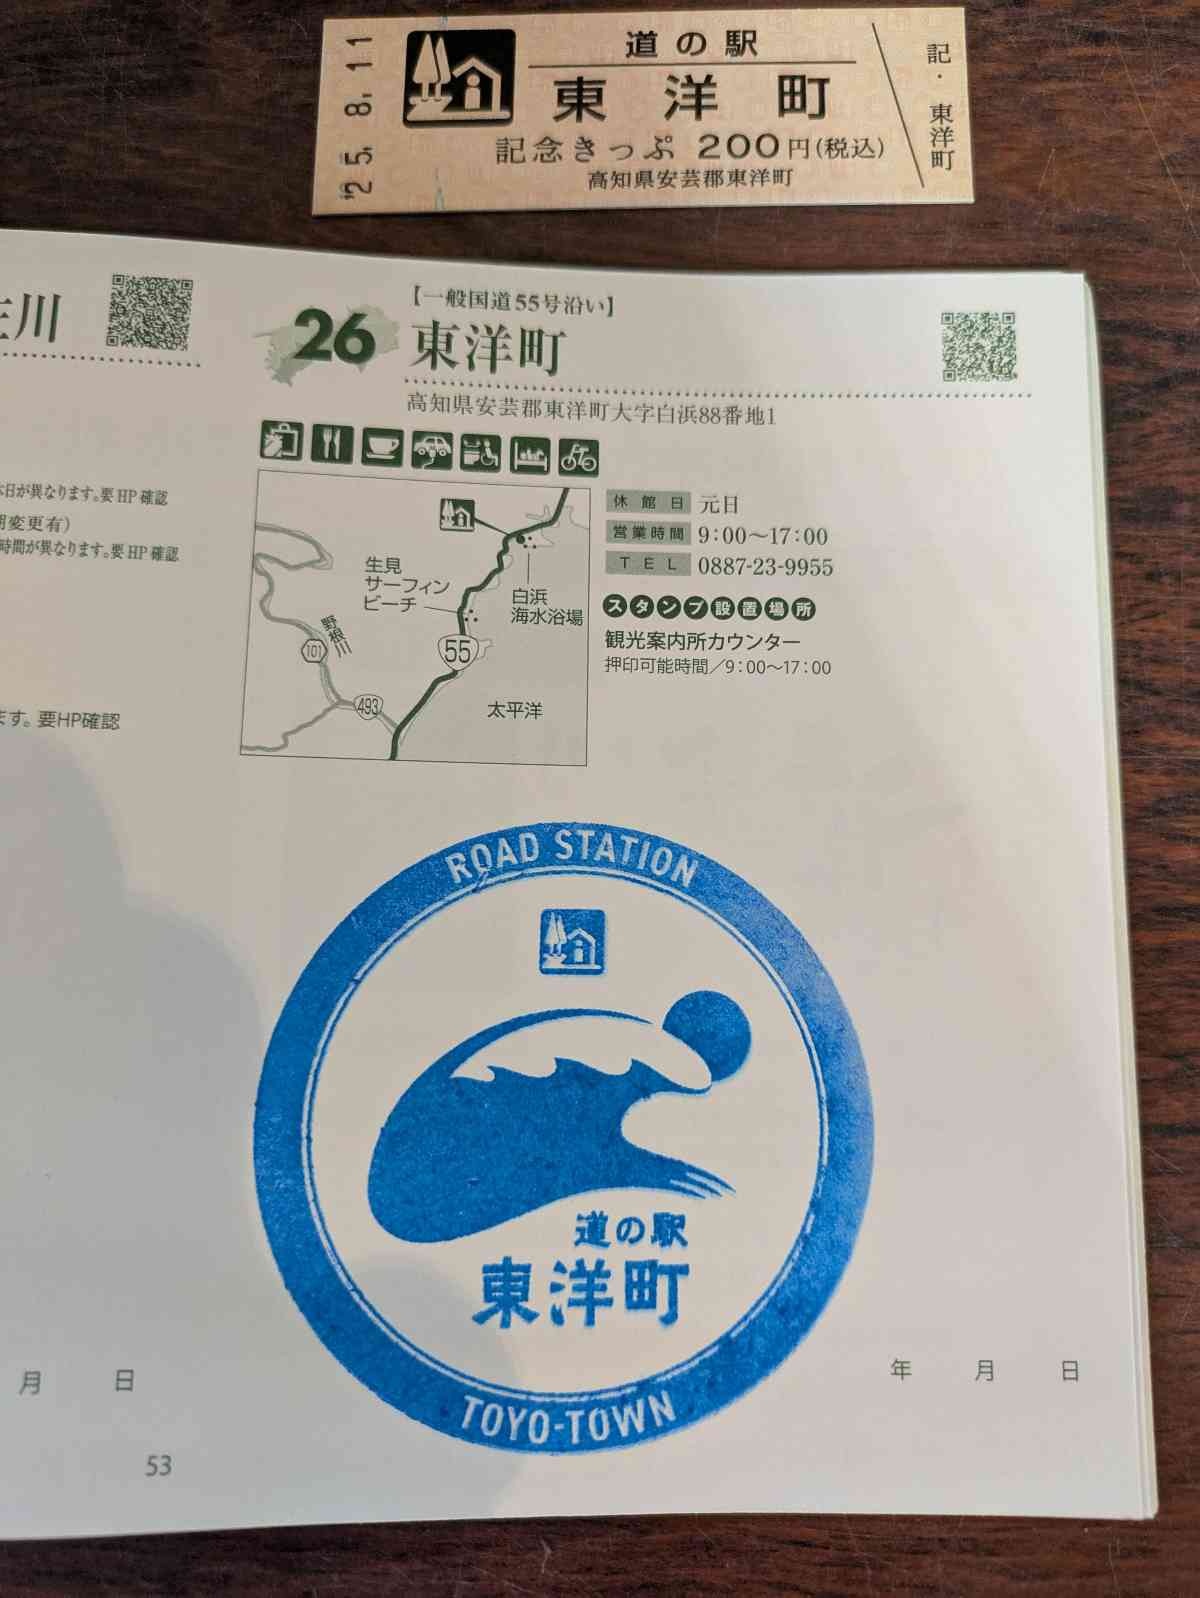 25.8.11
道の駅
東洋町
記念きっぷ 200円(税込)
高知県安芸郡東洋町
記・東洋町
川
日が異なります。要HP確認
変更有)
時間が異なります。要HP確認
ます。要HP確認
月 日
53
26
【一般国道55号沿い】
東洋町
高知県安芸郡東洋町大字白浜88番地1
生見
サーフィン
ビーチ
白浜
海水浴場
野根川
101
55
493
太平洋
休館日 元日
営業時間 9:00～17:00
TEL 0887-23-9955
スタンプ設置場所
観光案内所カウンター
押印可能時間／9:00～17:00
ROAD STATION
道の駅
東洋町
TOYO-TOWN
年 月 日